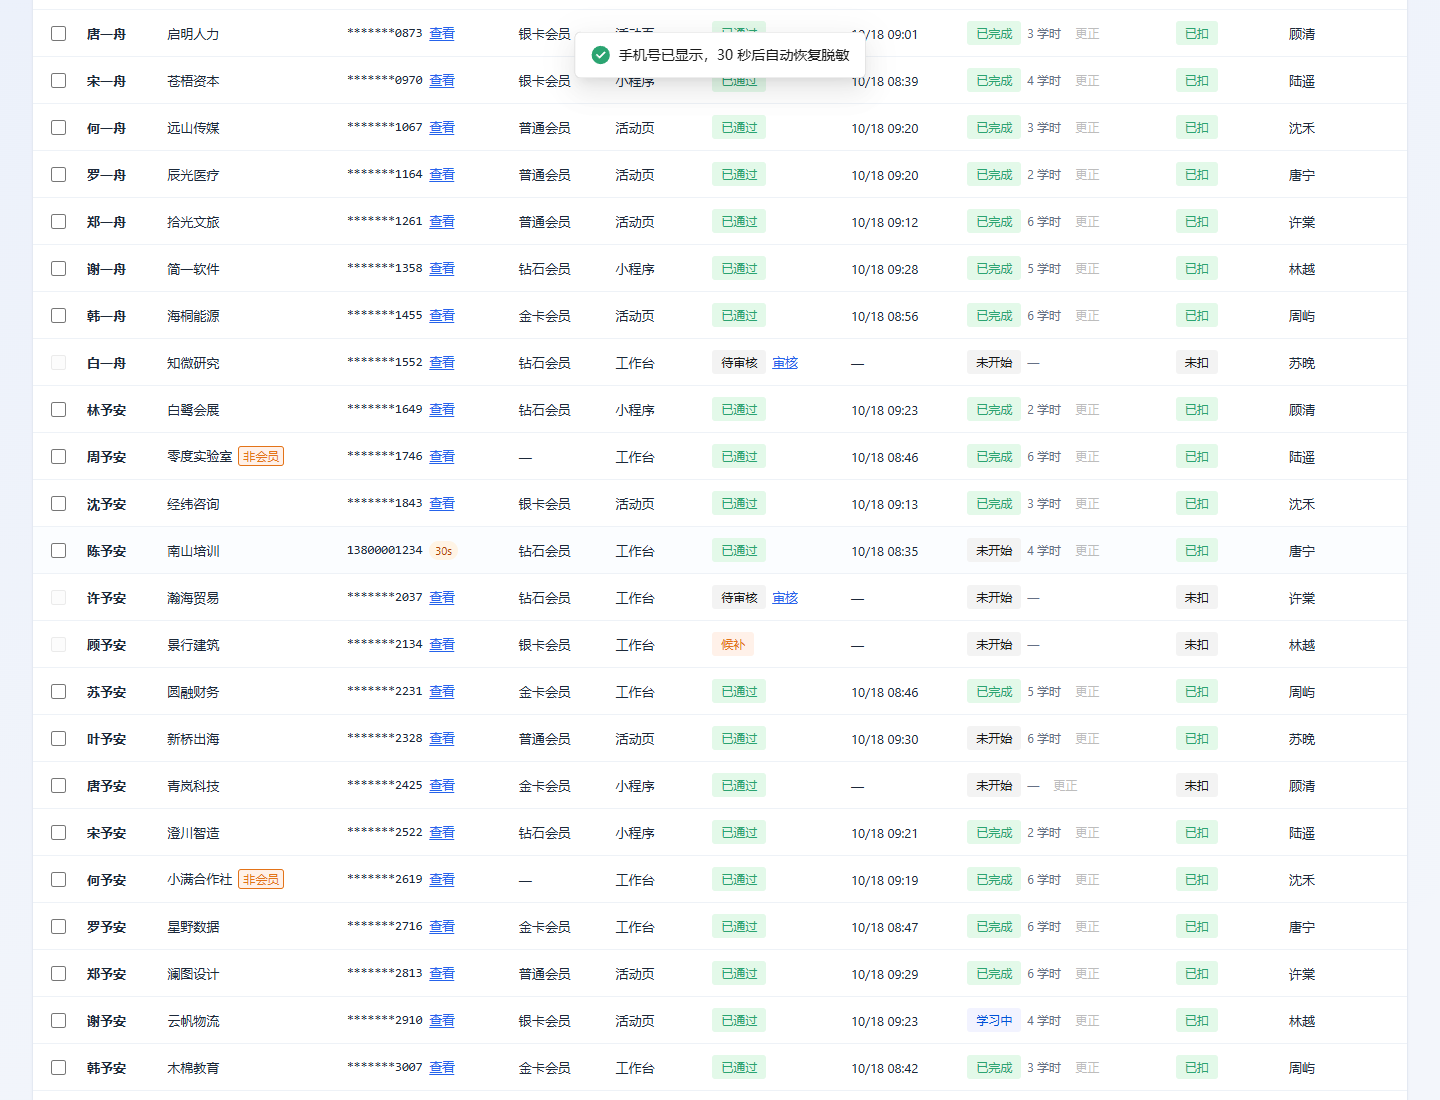 唐一舟 启明人力 *******0873 查看 银卡会员 活动页 已通过 10/18 09:01 已完成 3 学时 更正 已扣 顾清
手机号已显示，30 秒后自动恢复脱敏
宋一舟 苍梧资本 *******0970 查看 银卡会员 小程序 已通过 10/18 08:39 已完成 4 学时 更正 已扣 陆遥
何一舟 远山传媒 *******1067 查看 普通会员 活动页 已通过 10/18 09:20 已完成 3 学时 更正 已扣 沈禾
罗一舟 辰光医疗 *******1164 查看 普通会员 活动页 已通过 10/18 09:20 已完成 2 学时 更正 已扣 唐宁
郑一舟 拾光文旅 *******1261 查看 普通会员 活动页 已通过 10/18 09:12 已完成 6 学时 更正 已扣 许棠
谢一舟 简一软件 *******1358 查看 钻石会员 小程序 已通过 10/18 09:28 已完成 5 学时 更正 已扣 林越
韩一舟 海桐能源 *******1455 查看 金卡会员 活动页 已通过 10/18 08:56 已完成 6 学时 更正 已扣 周屿
白一舟 知微研究 *******1552 查看 钻石会员 工作台 待审核 审核 — 未开始 — 未扣 苏晚
林予安 白鹭会展 *******1649 查看 钻石会员 小程序 已通过 10/18 09:23 已完成 2 学时 更正 已扣 顾清
周予安 零度实验室 非会员 *******1746 查看 — 工作台 已通过 10/18 08:46 已完成 6 学时 更正 已扣 陆遥
沈予安 经纬咨询 *******1843 查看 银卡会员 活动页 已通过 10/18 09:13 已完成 3 学时 更正 已扣 沈禾
陈予安 南山培训 13800001234 30s 钻石会员 工作台 已通过 10/18 08:35 未开始 4 学时 更正 已扣 唐宁
许予安 瀚海贸易 *******2037 查看 钻石会员 工作台 待审核 审核 — 未开始 — 未扣 许棠
顾予安 景行建筑 *******2134 查看 银卡会员 工作台 候补 — 未开始 — 未扣 林越
苏予安 圆融财务 *******2231 查看 金卡会员 工作台 已通过 10/18 08:46 已完成 5 学时 更正 已扣 周屿
叶予安 新桥出海 *******2328 查看 普通会员 活动页 已通过 10/18 09:30 未开始 6 学时 更正 已扣 苏晚
唐予安 青岚科技 *******2425 查看 金卡会员 小程序 已通过 — 未开始 — 更正 未扣 顾清
宋予安 澄川智造 *******2522 查看 钻石会员 小程序 已通过 10/18 09:21 已完成 2 学时 更正 已扣 陆遥
何予安 小满合作社 非会员 *******2619 查看 — 工作台 已通过 10/18 09:19 已完成 6 学时 更正 已扣 沈禾
罗予安 星野数据 *******2716 查看 金卡会员 工作台 已通过 10/18 08:47 已完成 6 学时 更正 已扣 唐宁
郑予安 澜图设计 *******2813 查看 普通会员 活动页 已通过 10/18 09:29 已完成 6 学时 更正 已扣 许棠
谢予安 云帆物流 *******2910 查看 银卡会员 活动页 已通过 10/18 09:23 学习中 4 学时 更正 已扣 林越
韩予安 木棉教育 *******3007 查看 金卡会员 工作台 已通过 10/18 08:42 已完成 3 学时 更正 已扣 周屿